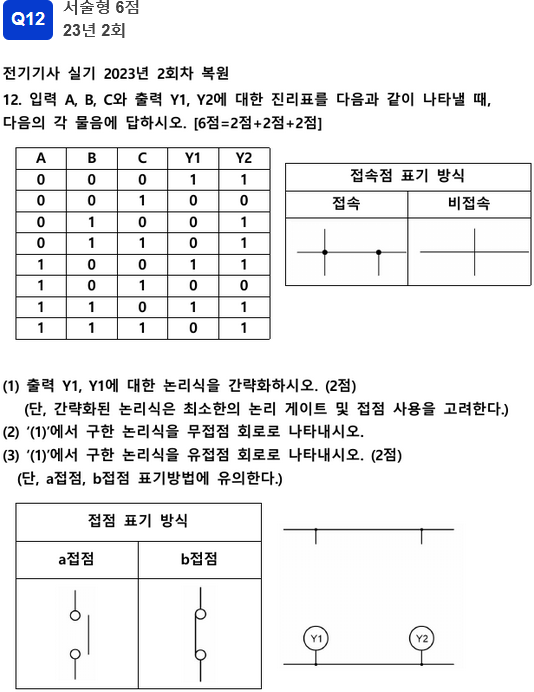 Q12
서술형 6점
23년 2회
전기기사 실기 2023년 2회차 복원
12. 입력 A, B, C와 출력 Y1, Y2에 대한 진리표를 다음과 같이 나타낼 때,
다음의 각 물음에 답하시오. [6점=2점+2점+2점]
A B C Y1 Y2
0 0 0 1 1
0 0 1 0 0
0 1 0 0 1
0 1 1 0 1
1 0 0 1 1
1 0 1 0 0
1 1 0 1 1
1 1 1 0 1
접속점 표기 방식
접속 비접속
(1) 출력 Y1, Y1에 대한 논리식을 간략화하시오. (2점)
(단, 간략화된 논리식은 최소한의 논리 게이트 및 접점 사용을 고려한다.)
(2) ‘(1)’에서 구한 논리식을 무접점 회로로 나타내시오.
(3) ‘(1)’에서 구한 논리식을 유접점 회로로 나타내시오. (2점)
(단, a접점, b접점 표기방법에 유의한다.)
접점 표기 방식
a접점 b접점
Y1 Y2